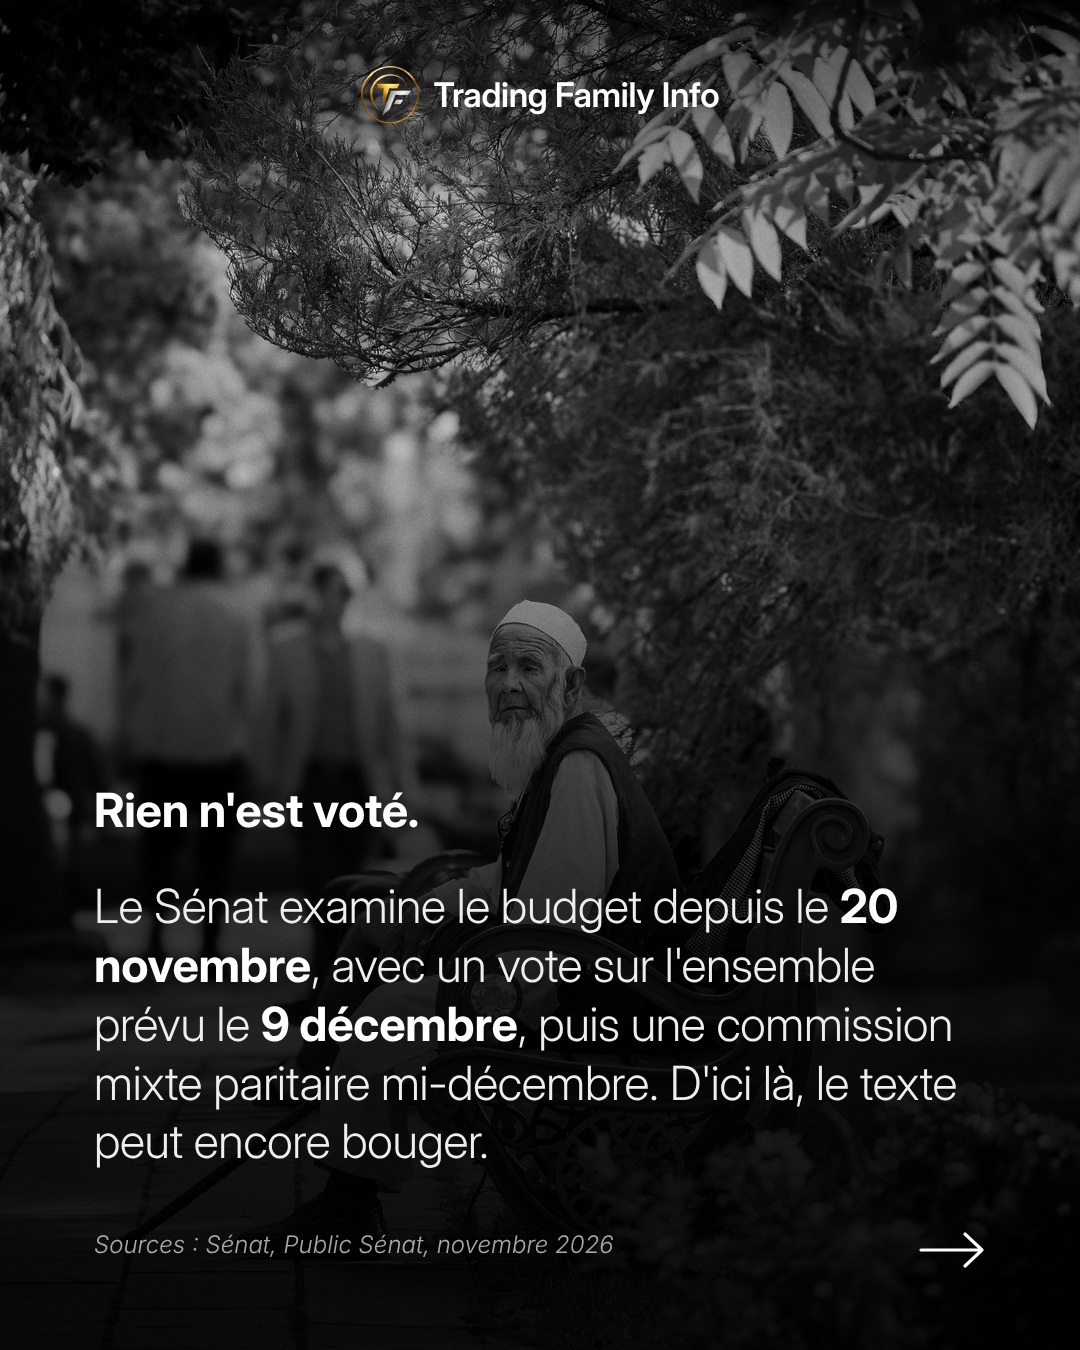 Trading Family Info
Rien n'est voté.
Le Sénat examine le budget depuis le 20
novembre, avec un vote sur l'ensemble
prévu le 9 décembre, puis une commission
mixte paritaire mi-décembre. D'ici là, le texte
peut encore bouger.
Sources : Sénat, Public Sénat, novembre 2026